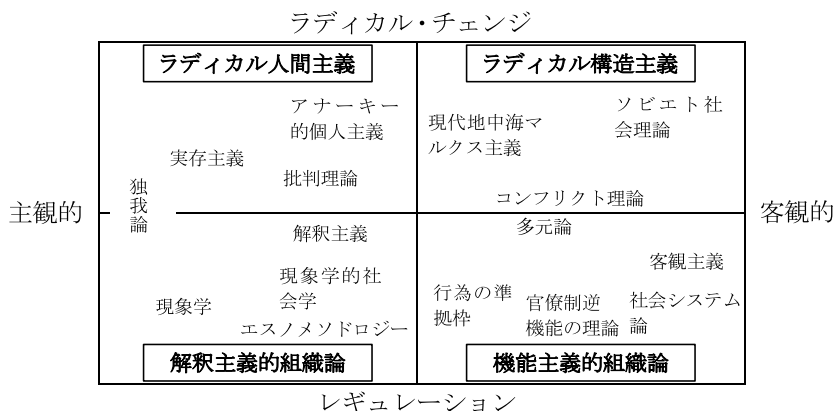 ラディカル・チェンジ
ラディカル人間主義
ラディカル構造主義
アナーキー
的個人主義
ソビエト社
会理論
現代地中海マ
ルクス主義
実存主義
批判理論
独
我
論
コンフリクト理論
主観的
客観的
多元論
解釈主義
客観主義
現象学的社
会学
行為の準
拠枠
官僚制逆
機能の理論
社会システム
論
現象学
エスノメソドロジー
解釈主義的組織論
機能主義的組織論
レギュレーション